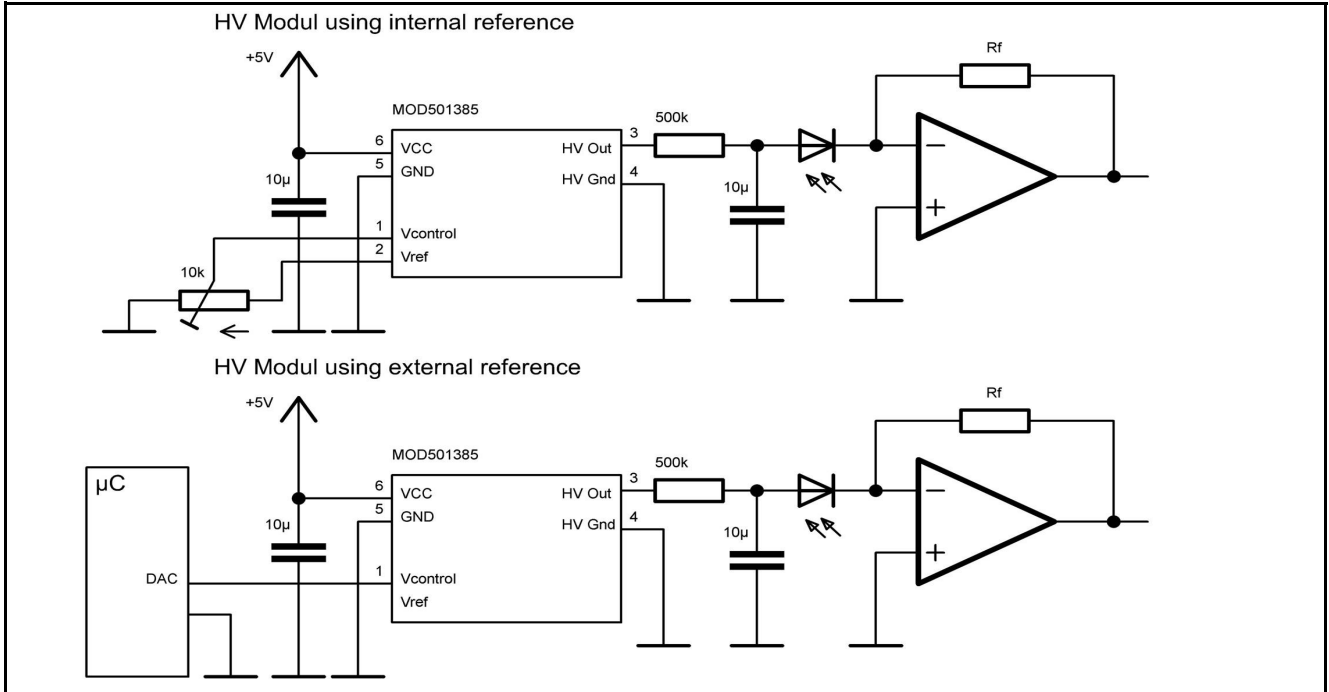 HV Modul using internal reference
+5V
Rf
MOD501385
500k
6
VCC
HV Out
3
5
GND
HV Gnd
4
10µ
10µ
1
Vcontrol
2
Vref
10k
HV Modul using external reference
+5V
Rf
MOD501385
500k
µC
6
VCC
HV Out
3
5
GND
HV Gnd
4
10µ
10µ
DAC
1
Vcontrol
Vref